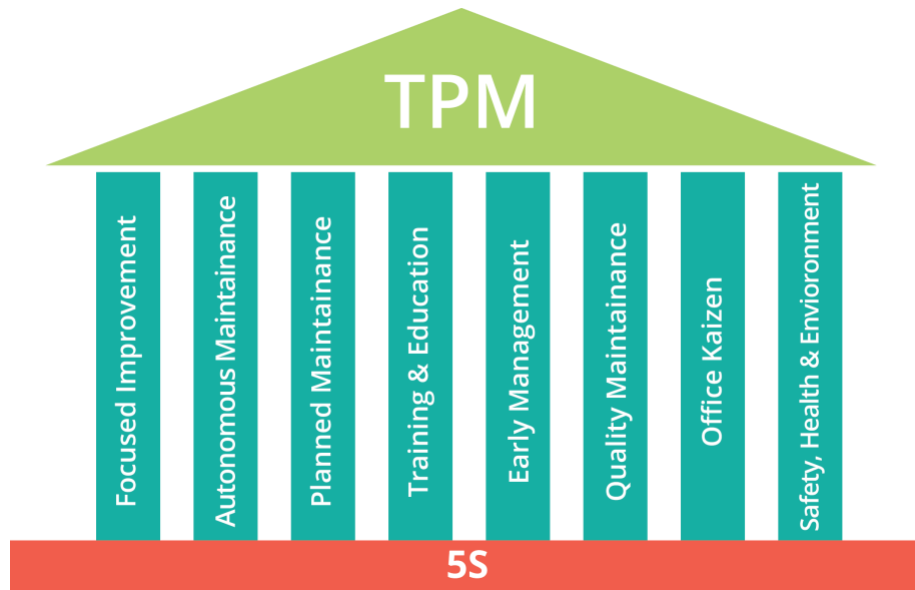 TPM
Focused Improvement
Autonomous Maintainance
Planned Maintainance
Training & Education
Early Management
Quality Maintainance
Office Kaizen
Safety, Health & Envioronment
5S